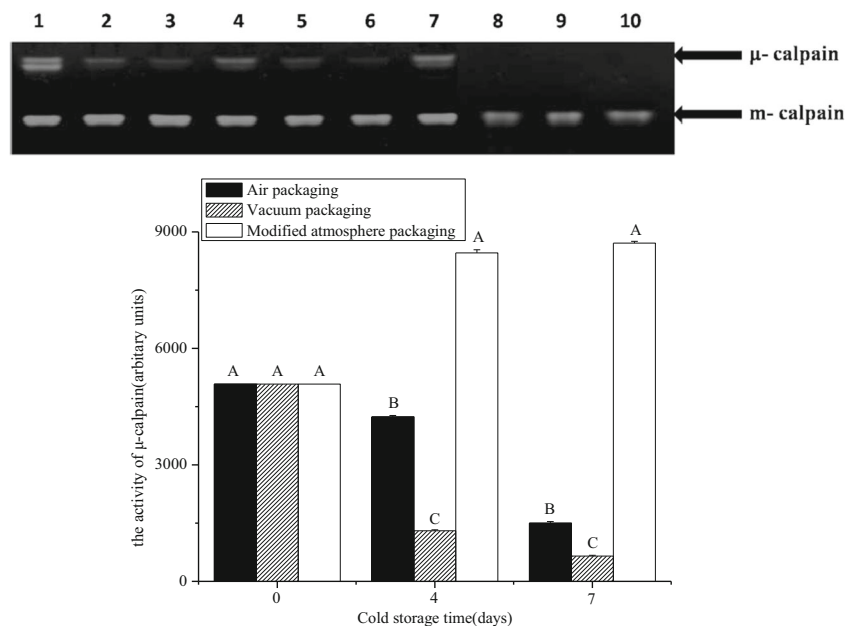 1 2 3 4 5 6 7 8 9 10
μ- calpain
m- calpain
Air packaging
Vacuum packaging
Modified atmosphere packaging
the activity of μ-calpain(arbitary units)
9000
6000
3000
0
A A A
B C A
B C A
0 4 7
Cold storage time(days)